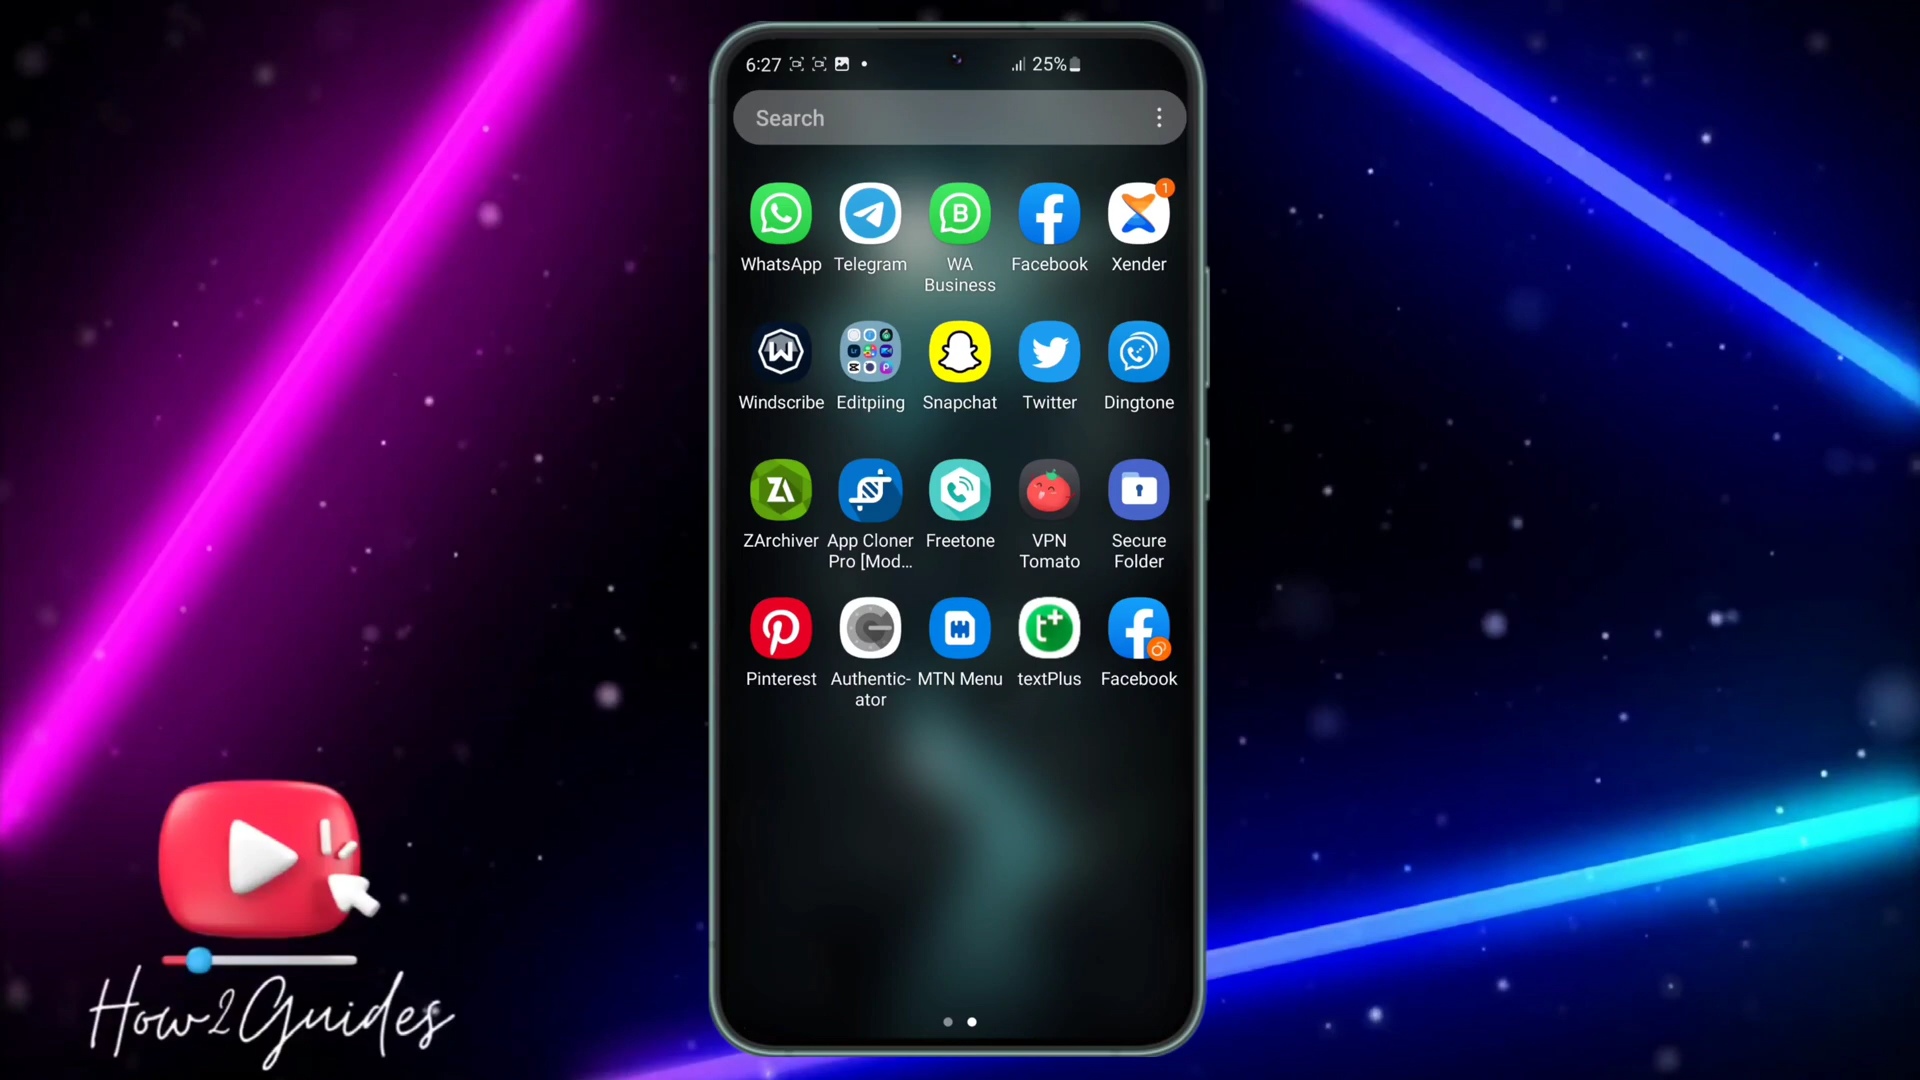 6:27
25%
Search
WhatsApp Telegram WA Business Facebook Xender
Windscribe Editpiing Snapchat Twitter Dingtone
ZArchiver App Cloner Pro [Mod... Freetone VPN Tomato Secure Folder
Pinterest Authentic-ator MTN Menu textPlus Facebook
How2Guides